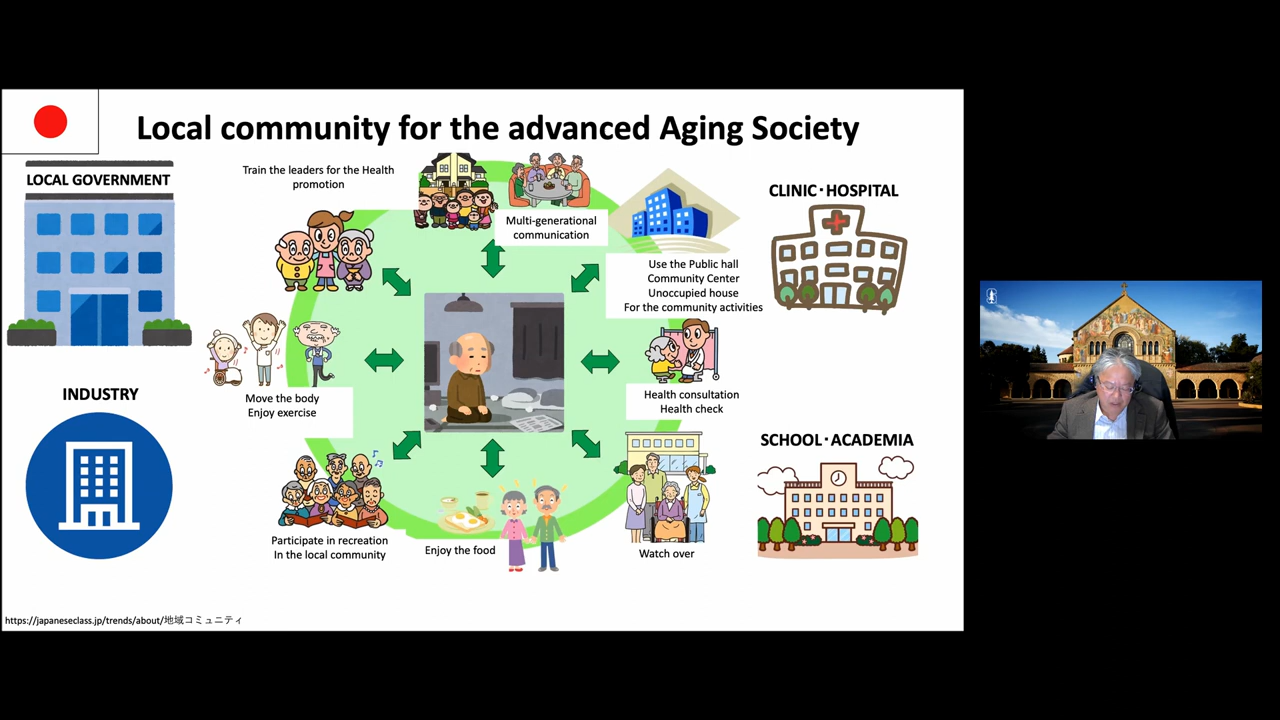 Local community for the advanced Aging Society
LOCAL GOVERNMENT
Train the leaders for the Health
promotion
Multi-generational
communication
Use the Public hall
Community Center
Unoccupied house
For the community activities
CLINIC・HOSPITAL
INDUSTRY
Move the body
Enjoy exercise
Health consultation
Health check
SCHOOL・ACADEMIA
Participate in recreation
In the local community
Enjoy the food
Watch over
https://japaneseclass.jp/trends/about/地域コミュニティ